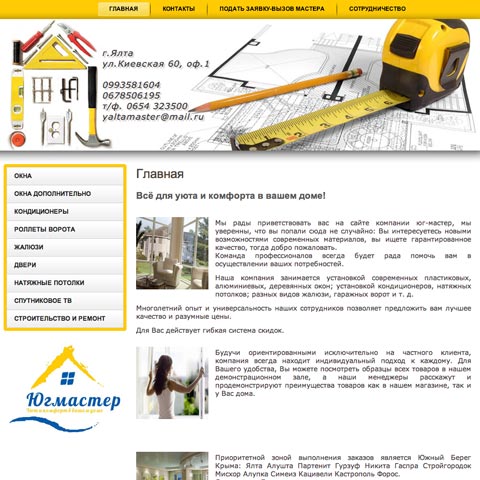 ГЛАВНАЯ КОНТАКТЫ ПОДАТЬ ЗАЯВКУ-ВЫЗОВ МАСТЕРА СОТРУДНИЧЕСТВО
г.Ялта
ул.Киевская 60, оф.1
0993581604
0678506195
т/ф. 0654 323500
yaltamaster@mail.ru
ОКНА
ОКНА ДОПОЛНИТЕЛЬНО
КОНДИЦИОНЕРЫ
РОЛЛЕТЫ ВОРОТА
ЖАЛЮЗИ
ДВЕРИ
НАТЯЖНЫЕ ПОТОЛКИ
СПУТНИКОВОЕ ТВ
СТРОИТЕЛЬСТВО И РЕМОНТ
Югмастер
Главная
Всё для уюта и комфорта в вашем доме!
Мы рады приветствовать вас на сайте компании юг-мастер, мы
уверенны, что вы попали сюда не случайно: Вы интересуетесь новыми
возможностями современных материалов, вы ищете гарантированное
качество, тогда добро пожаловать.
Команда профессионалов всегда будет рада помочь вам в
осуществлении ваших потребностей.
Наша компания занимается установкой современных пластиковых,
алюминиевых, деревянных окон; установкой кондиционеров, натяжных
потолков; разных видов жалюзи, гаражных ворот и т. д.
Многолетний опыт и универсальность наших сотрудников позволяет предложить вам лучшее
качество и разумные цены.
Для Вас действует гибкая система скидок.
Будучи ориентированными исключительно на частного клиента,
компания всегда находит индивидуальный подход к каждому. Для
Вашего удобства, Вы можете посмотреть образцы всех товаров в нашем
демонстрационном зале, а наши менеджеры расскажут и
продемонстрируют преимущества товаров как в нашем магазине, так и
у Вас дома.
Приоритетной зоной выполнения заказов является Южный Берег
Крыма: Ялта Алушта Партенит Гурзуф Никита Гаспра Стройгородок
Мисхор Алупка Симеиз Кацивели Кастрополь Форос.